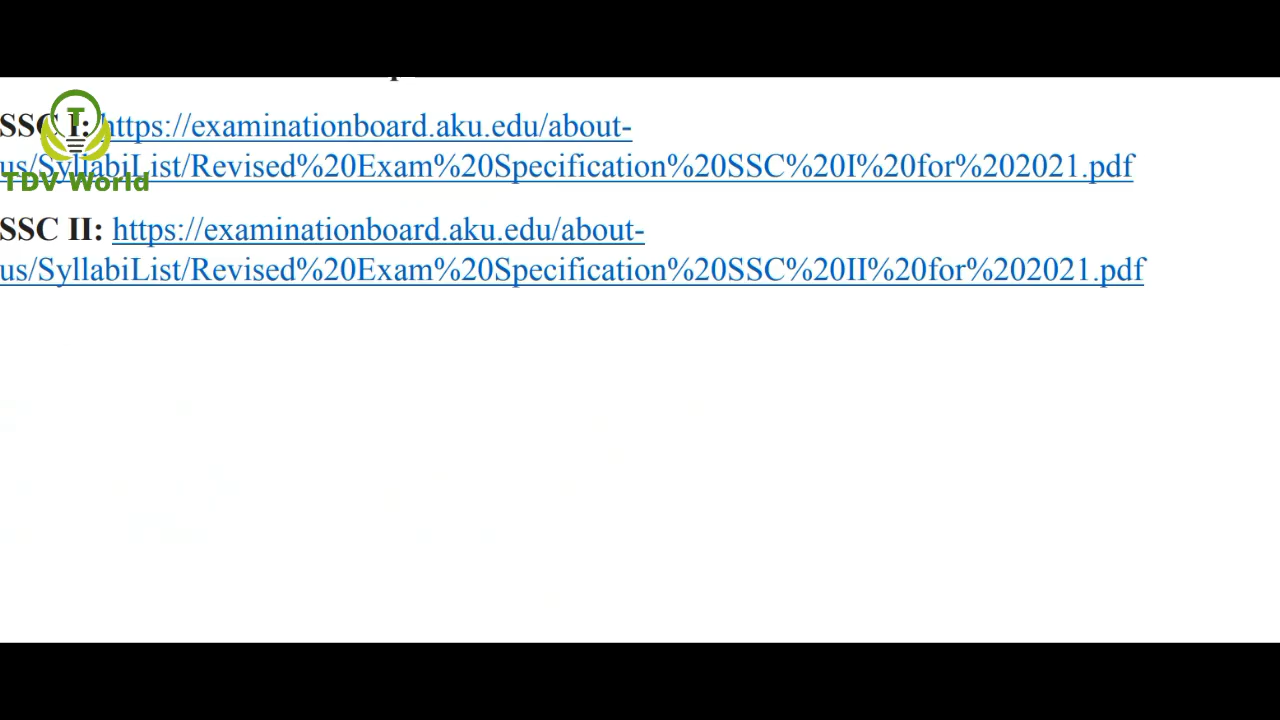 SSC I: https://examinationboard.aku.edu/about-
us/SyllabiList/Revised%20Exam%20Specification%20SSC%20I%20for%202021.pdf
T
TDV World
SSC II: https://examinationboard.aku.edu/about-
us/SyllabiList/Revised%20Exam%20Specification%20SSC%20II%20for%202021.pdf